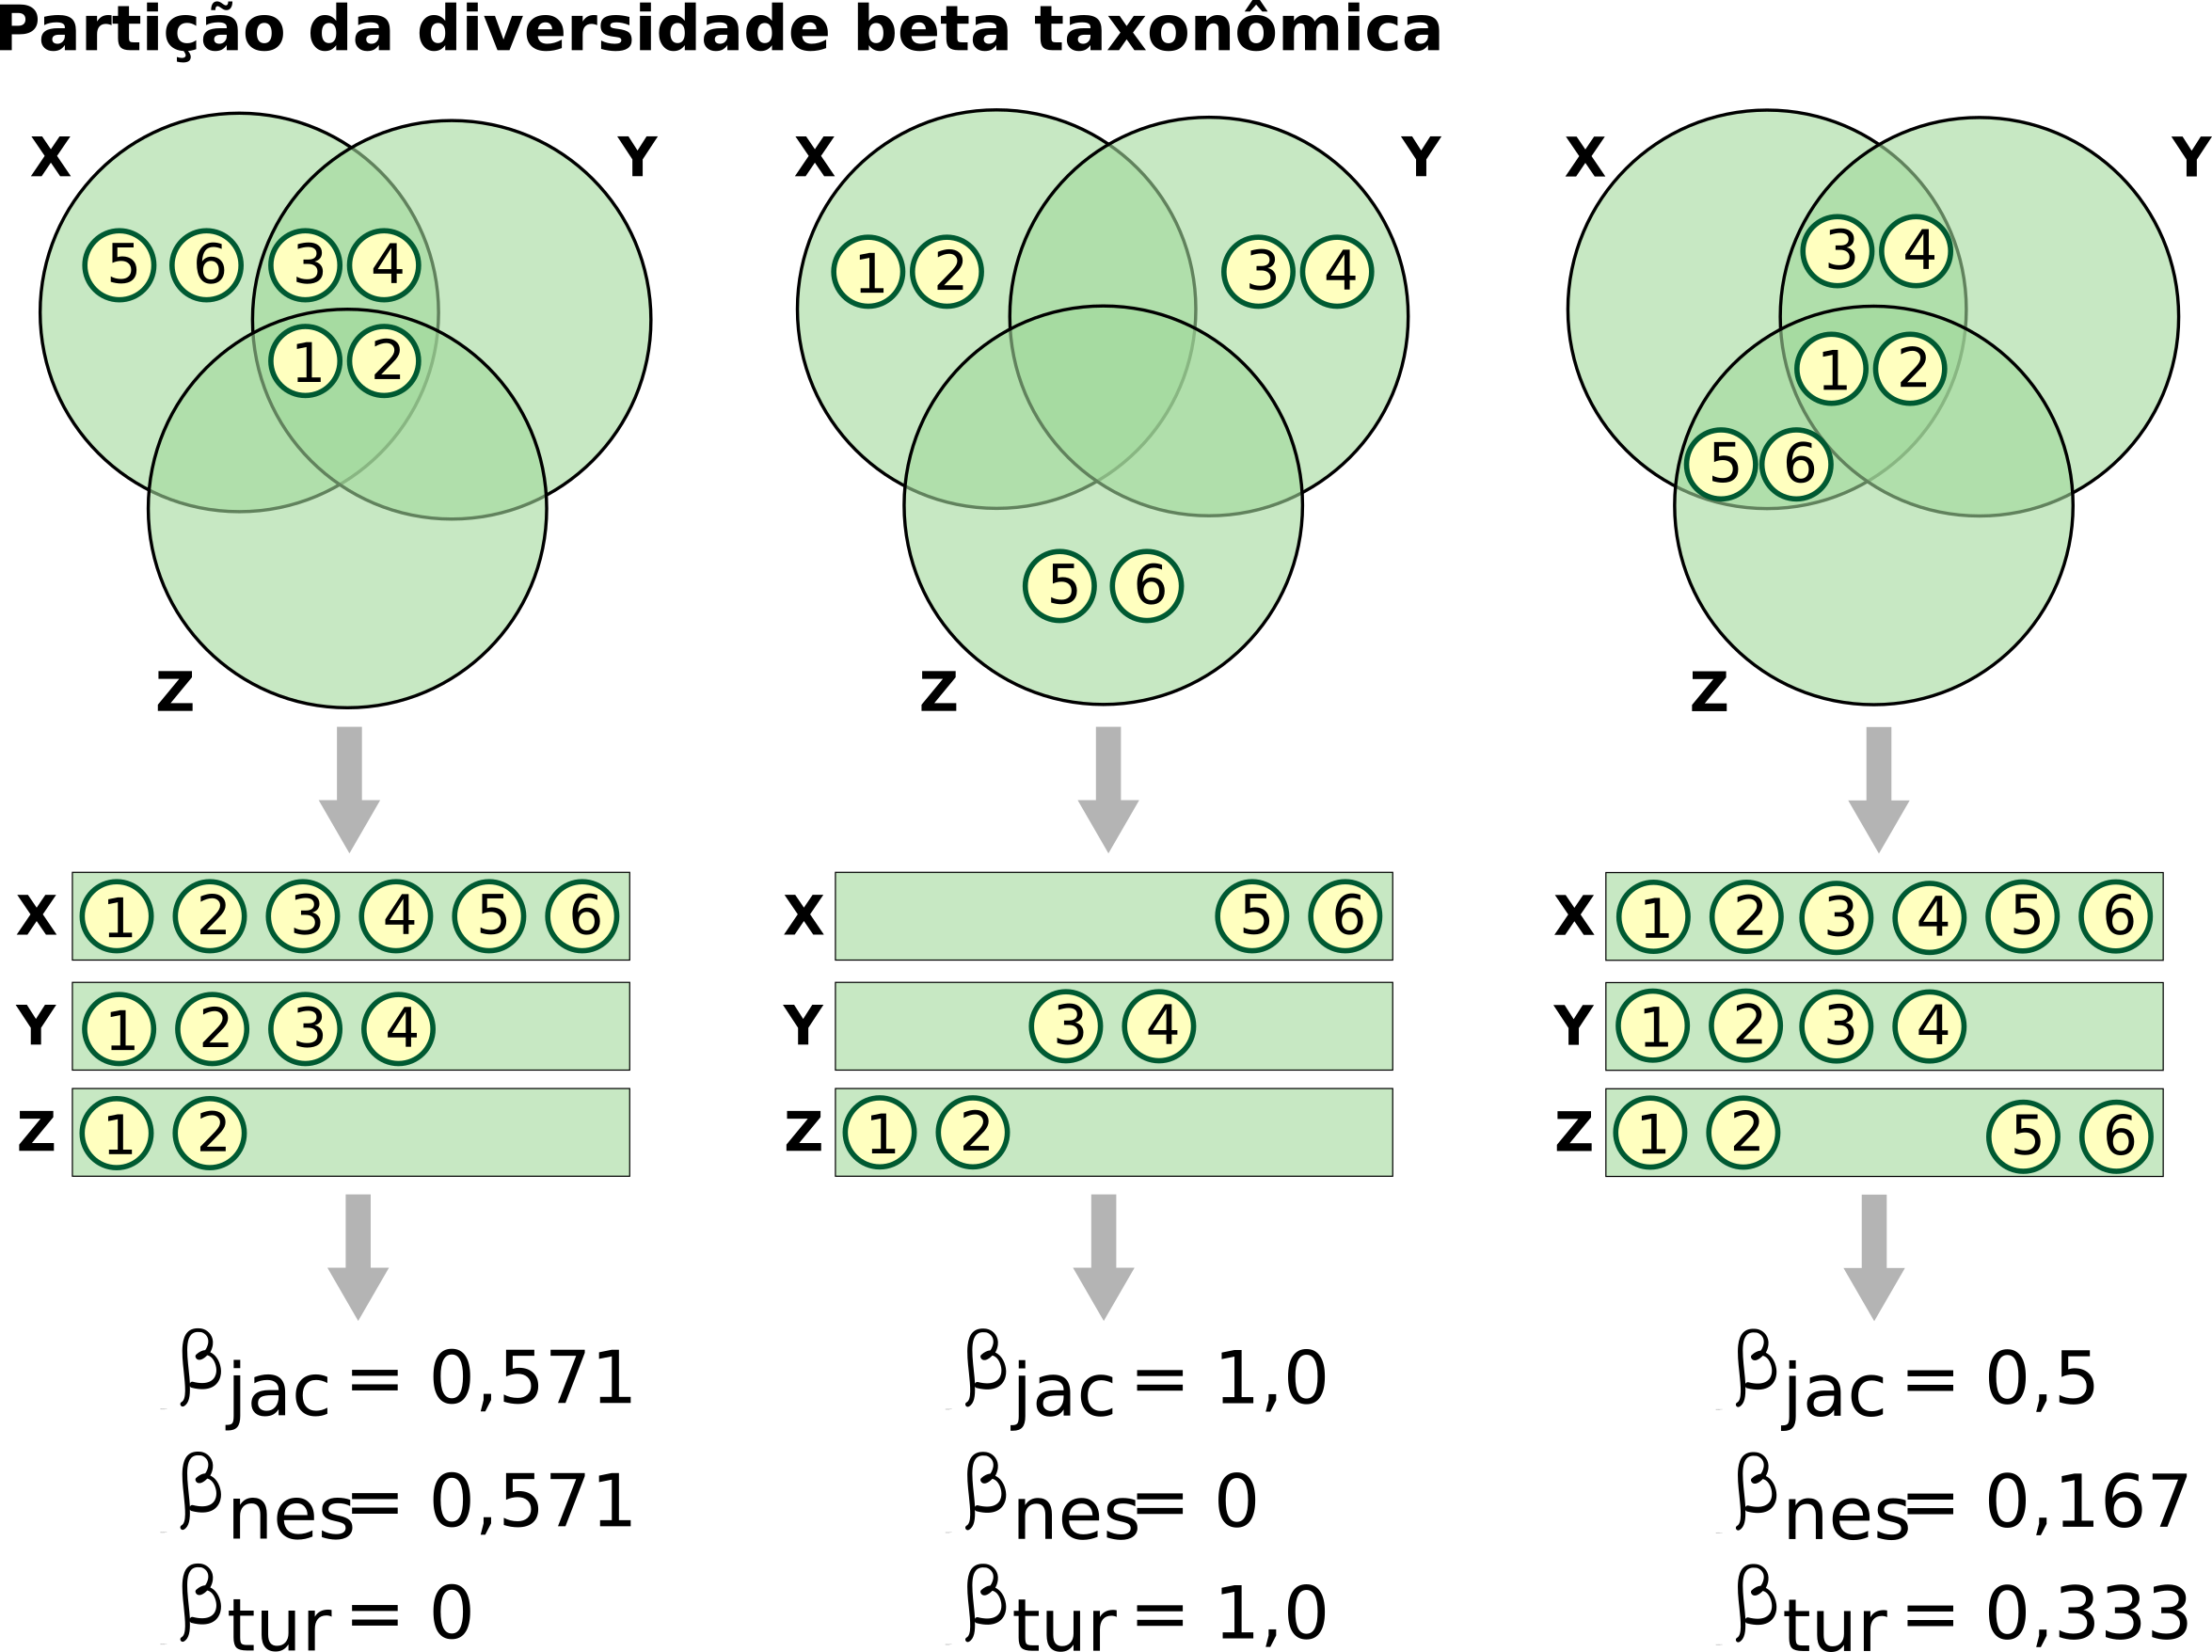 Partição da diversidade beta taxonômica
X Y X Y X Y
5 6 3 4 1 2 3 4 3 4
1 2 1 2
5 6
5 6
Z Z Z
X 1 2 3 4 5 6 X 5 6 X 1 2 3 4 5 6
Y 1 2 3 4 Y 3 4 Y 1 2 3 4
Z 1 2 Z 1 2 Z 1 2 5 6
βjac = 0,571 βjac = 1,0 βjac = 0,5
βnes= 0,571 βnes= 0 βnes= 0,167
βtur = 0 βtur = 1,0 βtur = 0,333